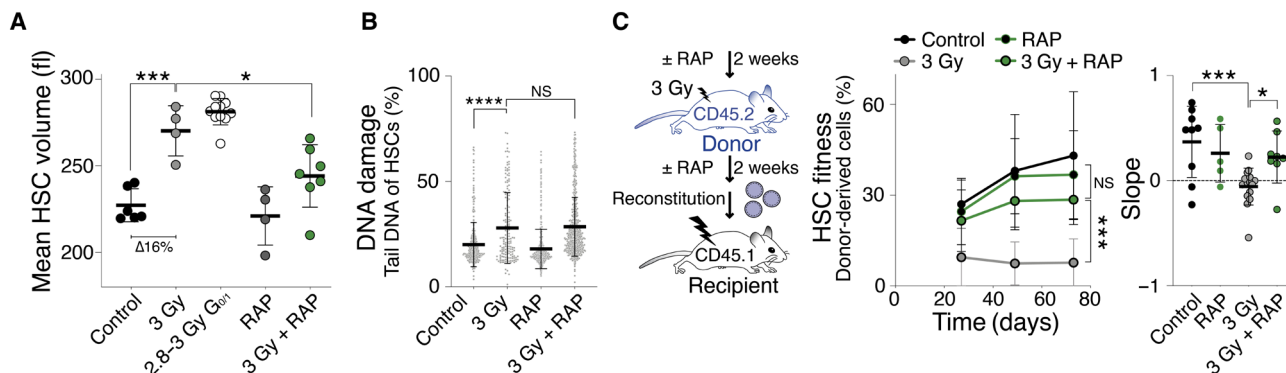 A
Mean HSC volume (fl)
300
250
200
***
*
Δ16%
Control
3 Gy
2.8–3 Gy G0/1
RAP
3 Gy + RAP
B
DNA damage
Tail DNA of HSCs (%)
100
50
0
****
NS
Control
3 Gy
RAP
3 Gy + RAP
C
± RAP
2 weeks
3 Gy
CD45.2
Donor
± RAP
2 weeks
Reconstitution
CD45.1
Recipient
Control
RAP
3 Gy
3 Gy + RAP
HSC fitness
Donor-derived cells (%)
60
30
0
0
20
40
60
80
Time (days)
NS
***
Slope
1
0
−1
***
*
Control
RAP
3 Gy
3 Gy + RAP